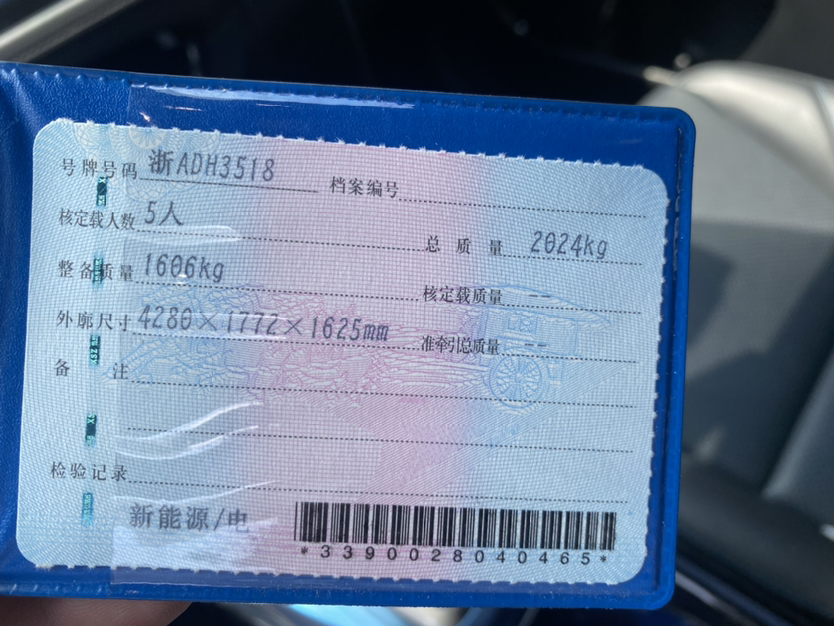 号牌号码 浙ADH3518 档案编号
核定载人数 5人 总质量 2024kg
整备质量 1606kg 核定载质量 --
外廓尺寸 4280×1772×1625mm 准牵引总质量 --
备注
检验记录
新能源/电
*3390028040465*